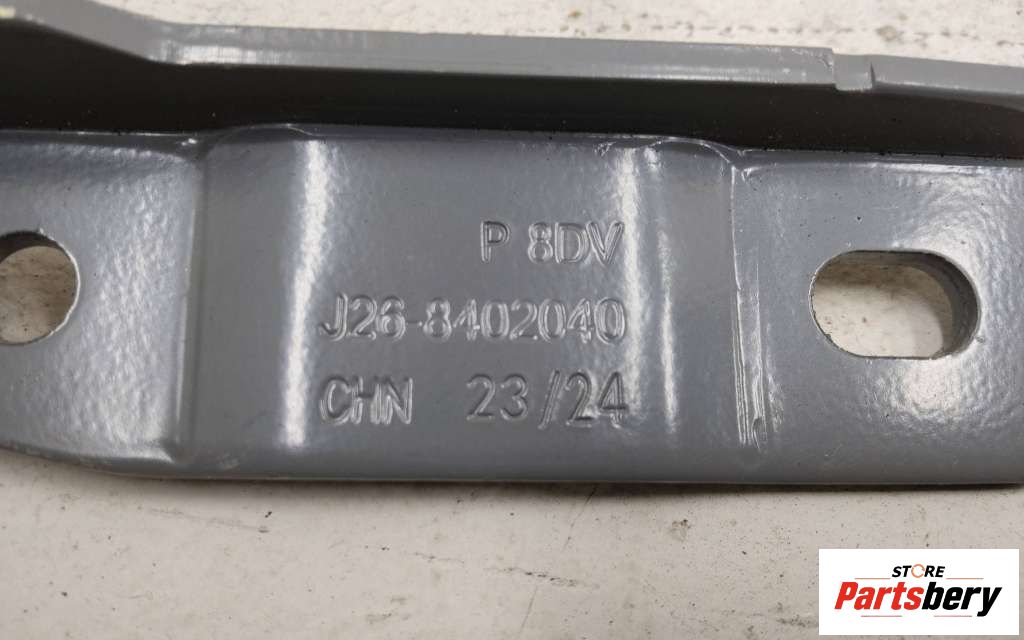 P 8DV
J26-8402040
CHN 23/24
STORE
Partsbery